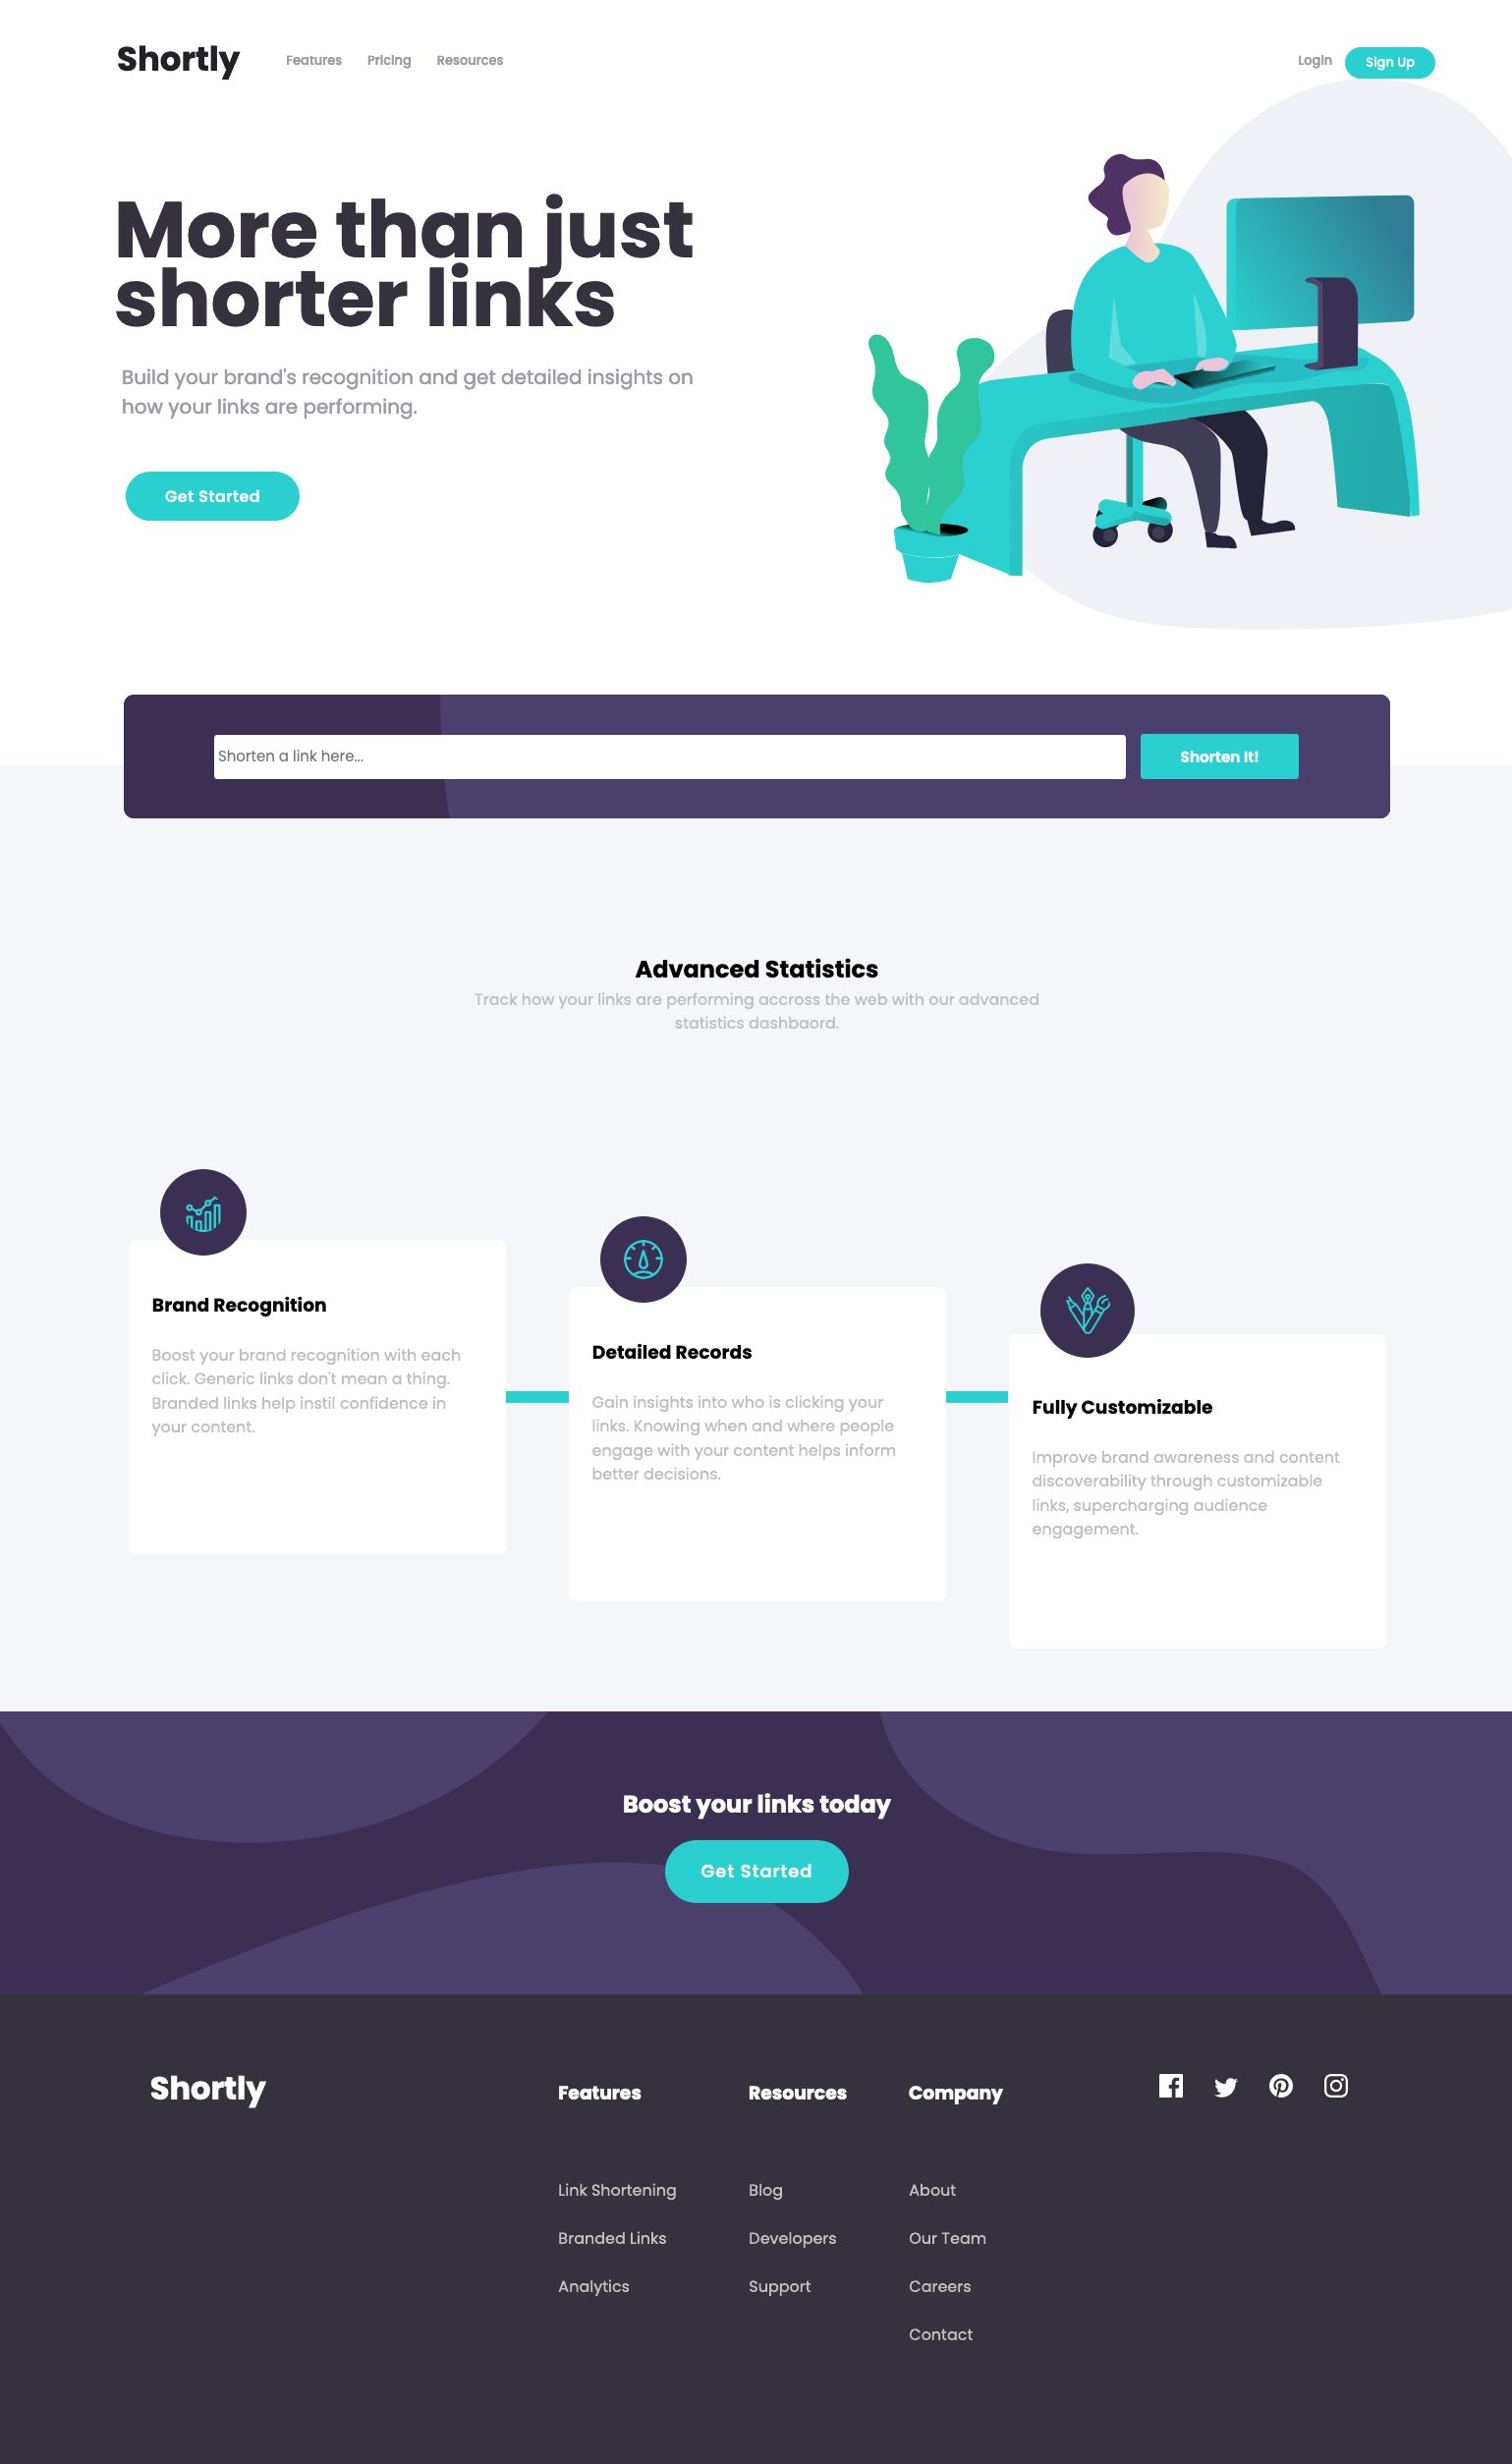 Shortly
Features
Pricing
Resources
Login
Sign Up
More than just
shorter links
Build your brand's recognition and get detailed insights on
how your links are performing.
Get Started
Shorten a link here...
Shorten It!
Advanced Statistics
Track how your links are performing accross the web with our advanced
statistics dashbaord.
Brand Recognition
Boost your brand recognition with each
click. Generic links don't mean a thing.
Branded links help instil confidence in
your content.
Detailed Records
Gain insights into who is clicking your
links. Knowing when and where people
engage with your content helps inform
better decisions.
Fully Customizable
Improve brand awareness and content
discoverability through customizable
links, supercharging audience
engagement.
Boost your links today
Get Started
Shortly
Features
Link Shortening
Branded Links
Analytics
Resources
Blog
Developers
Support
Company
About
Our Team
Careers
Contact